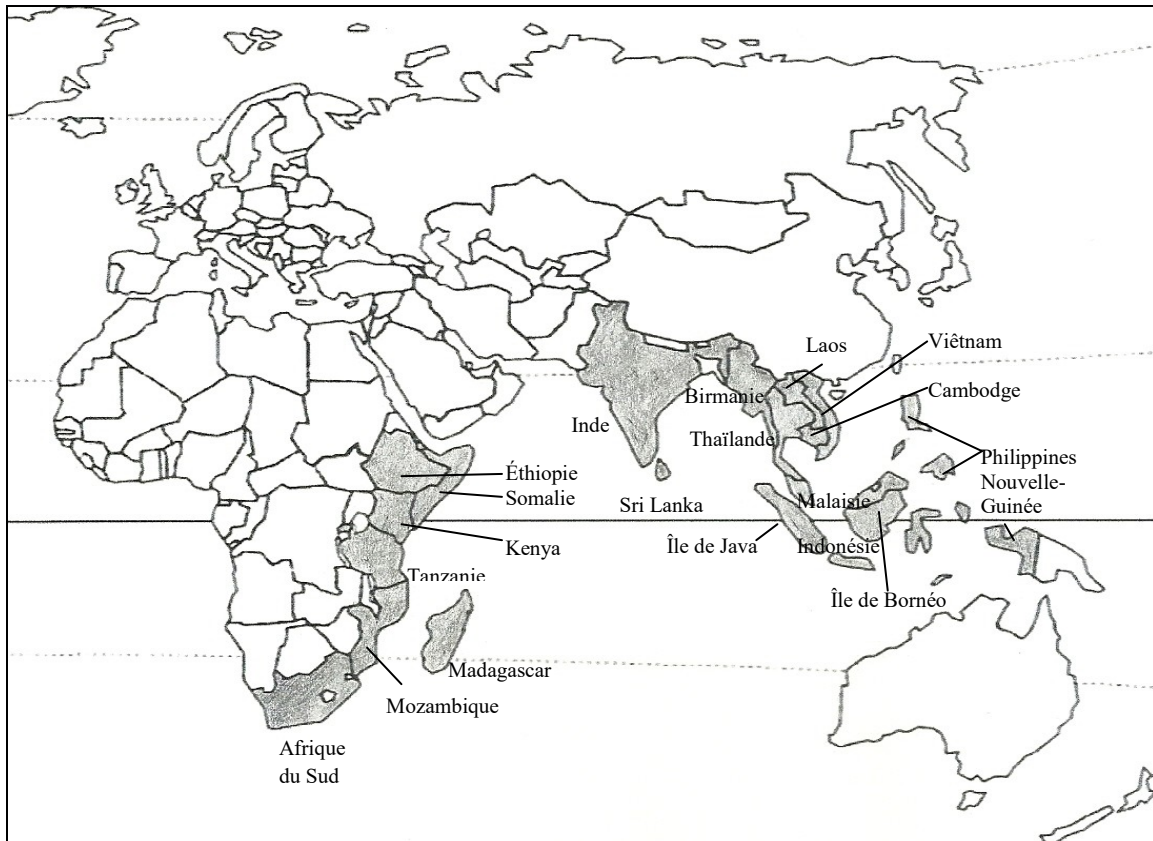 Laos
Viêtnam
Birmanie
Cambodge
Inde
Thaïlande
Éthiopie
Philippines
Somalie
Nouvelle-
Guinée
Sri Lanka
Malaisie
Kenya
Île de Java
Indonésie
Tanzanie
Île de Bornéo
Madagascar
Mozambique
Afrique
du Sud